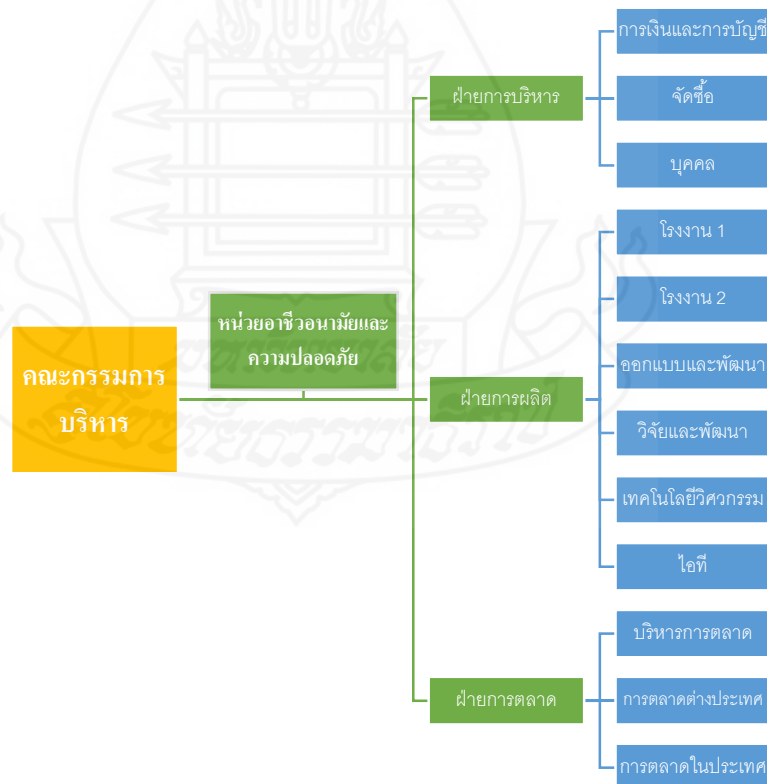 คณะกรรมการ
บริหาร
หน่วยอาชีวอนามัยและ
ความปลอดภัย
ฝ่ายการบริหาร
การเงินและการบัญชี
จัดซื้อ
บุคคล
ฝ่ายการผลิต
โรงงาน 1
โรงงาน 2
ออกแบบและพัฒนา
วิจัยและพัฒนา
เทคโนโลยีวิศวกรรม
ไอที
ฝ่ายการตลาด
บริหารการตลาด
การตลาดต่างประเทศ
การตลาดในประเทศ